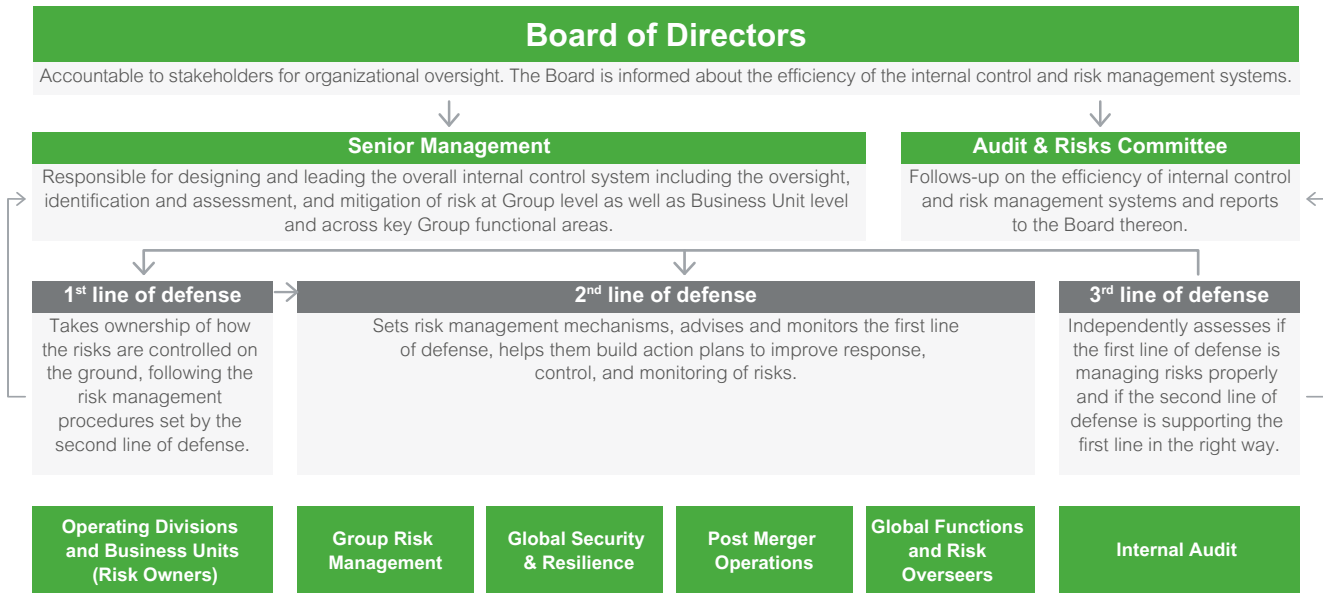 Board of Directors
Accountable to stakeholders for organizational oversight. The Board is informed about the efficiency of the internal control and risk management systems.
Senior Management
Responsible for designing and leading the overall internal control system including the oversight,
identification and assessment, and mitigation of risk at Group level as well as Business Unit level
and across key Group functional areas.
Audit & Risks Committee
Follows-up on the efficiency of internal control
and risk management systems and reports
to the Board thereon.
1st line of defense
Takes ownership of how
the risks are controlled on
the ground, following the
risk management
procedures set by the
second line of defense.
2nd line of defense
Sets risk management mechanisms, advises and monitors the first line
of defense, helps them build action plans to improve response,
control, and monitoring of risks.
3rd line of defense
Independently assesses if
the first line of defense is
managing risks properly
and if the second line of
defense is supporting the
first line in the right way.
Operating Divisions
and Business Units
(Risk Owners)
Group Risk
Management
Global Security
& Resilience
Post Merger
Operations
Global Functions
and Risk
Overseers
Internal Audit